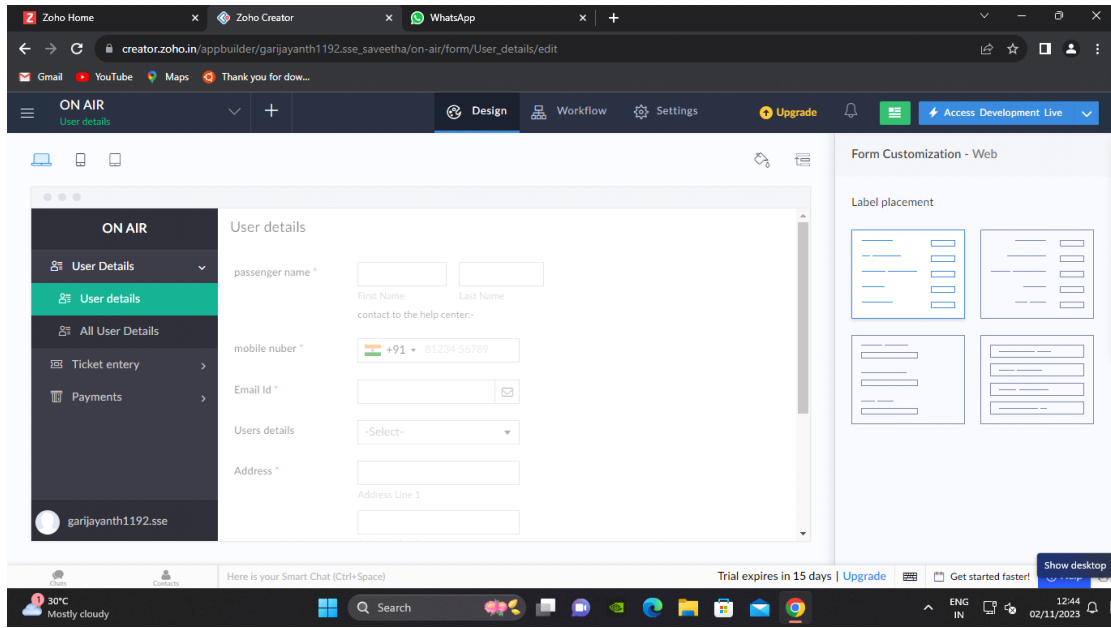 Zoho Home
Zoho Creator
WhatsApp
creator.zoho.in/appbuilder/garijayanth1192.sse_saveetha/on-air/form/User_details/edit
Gmail YouTube Maps Thank you for dow...
ON AIR
User details
Design Workflow Settings Upgrade Access Development Live
Form Customization - Web
Label placement
ON AIR
User Details
User details
All User Details
Ticket entery
Payments
garijayanth1192.sse
User details
passenger name *
First Name Last Name
contact to the help center:-
mobile nuber *
+91 81234 56789
Email Id *
Users details
-Select-
Address *
Address Line 1
Chats Contacts
Here is your Smart Chat (Ctrl+Space)
Trial expires in 15 days | Upgrade
Get started faster!
Show desktop
1
30°C
Mostly cloudy
Search
ENG
IN
12:44
02/11/2023